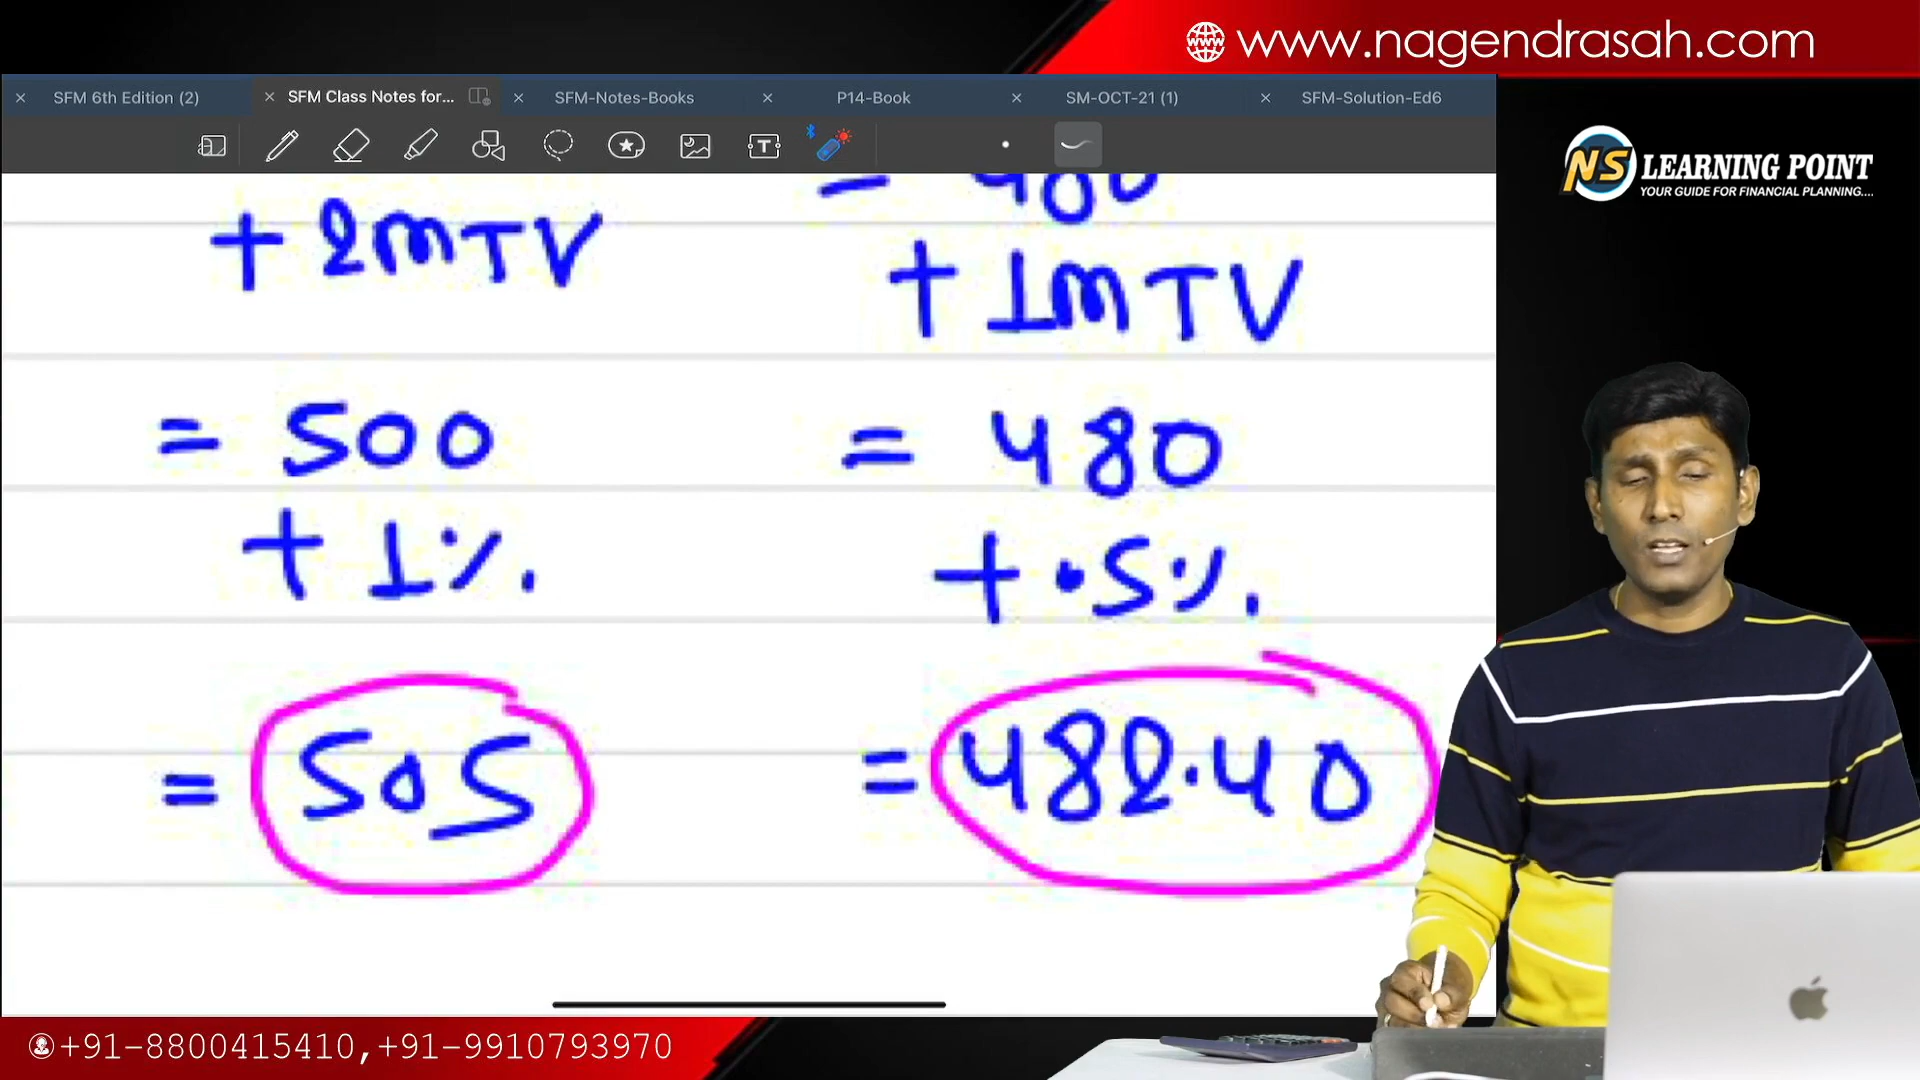 www.nagendrasah.com
SFM 6th Edition (2)
SFM Class Notes for...
SFM-Notes-Books
P14-Book
SM-OCT-21 (1)
SFM-Solution-Ed6
T
NS LEARNING POINT
YOUR GUIDE FOR FINANCIAL PLANNING....
+ 2MTV
= 480
+ 1MTV
= 500
+ 1%.
= 505
= 480
+ .5%.
= 482.40
+91-8800415410,+91-9910793970